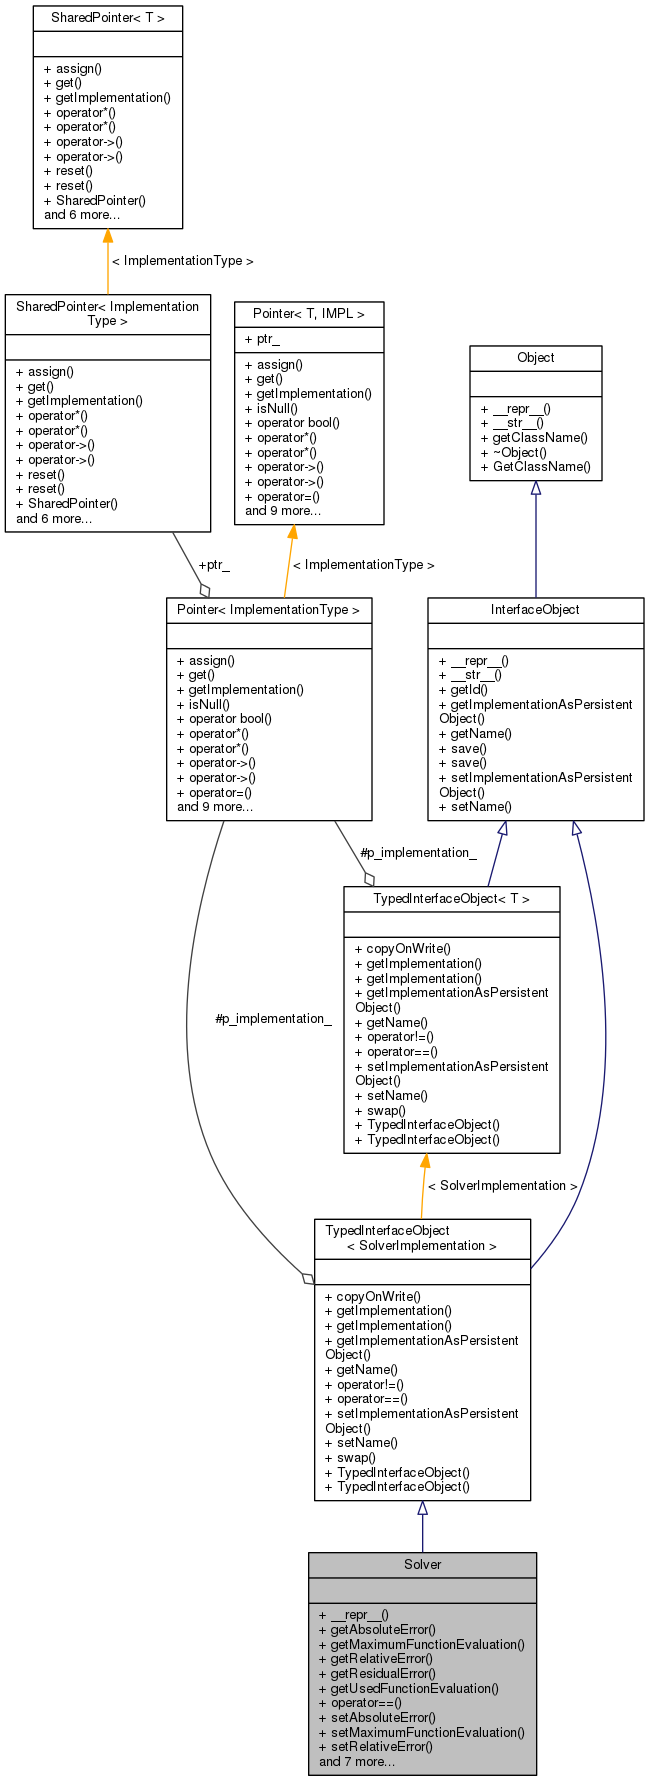 SharedPointer< T >
+ assign()
+ get()
+ getImplementation()
+ operator*()
+ operator*()
+ operator->()
+ operator->()
+ reset()
+ reset()
+ SharedPointer()
and 6 more...
< ImplementationType >
SharedPointer< Implementation
Type >
+ assign()
+ get()
+ getImplementation()
+ operator*()
+ operator*()
+ operator->()
+ operator->()
+ reset()
+ reset()
+ SharedPointer()
and 6 more...
Pointer< T, IMPL >
+ ptr_
+ assign()
+ get()
+ getImplementation()
+ isNull()
+ operator bool()
+ operator*()
+ operator*()
+ operator->()
+ operator->()
+ operator=()
and 9 more...
Object
+ __repr__()
+ __str__()
+ getClassName()
+ ~Object()
+ GetClassName()
+ptr_
< ImplementationType >
Pointer< ImplementationType >
+ assign()
+ get()
+ getImplementation()
+ isNull()
+ operator bool()
+ operator*()
+ operator*()
+ operator->()
+ operator->()
+ operator=()
and 9 more...
InterfaceObject
+ __repr__()
+ __str__()
+ getId()
+ getImplementationAsPersistent
Object()
+ getName()
+ save()
+ save()
+ setImplementationAsPersistent
Object()
+ setName()
#p_implementation_
TypedInterfaceObject< T >
+ copyOnWrite()
+ getImplementation()
+ getImplementation()
+ getImplementationAsPersistent
Object()
+ getName()
+ operator!=()
+ operator==()
+ setImplementationAsPersistent
Object()
+ setName()
+ swap()
+ TypedInterfaceObject()
+ TypedInterfaceObject()
#p_implementation_
< SolverImplementation >
TypedInterfaceObject
< SolverImplementation >
+ copyOnWrite()
+ getImplementation()
+ getImplementation()
+ getImplementationAsPersistent
Object()
+ getName()
+ operator!=()
+ operator==()
+ setImplementationAsPersistent
Object()
+ setName()
+ swap()
+ TypedInterfaceObject()
+ TypedInterfaceObject()
Solver
+ __repr__()
+ getAbsoluteError()
+ getMaximumFunctionEvaluation()
+ getRelativeError()
+ getResidualError()
+ getUsedFunctionEvaluation()
+ operator==()
+ setAbsoluteError()
+ setMaximumFunctionEvaluation()
+ setRelativeError()
and 7 more...